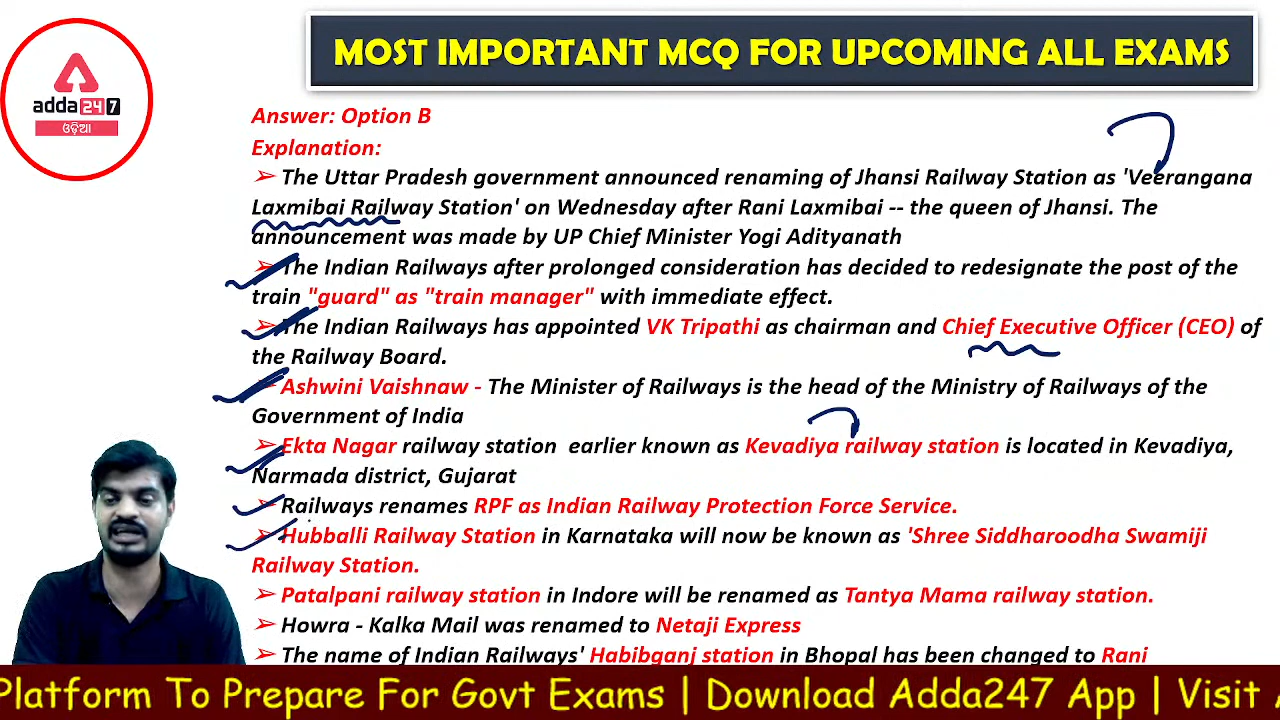 MOST IMPORTANT MCQ FOR UPCOMING ALL EXAMS
adda 24 7
ଓଡ଼ିଆ
Answer: Option B
Explanation:
➢ The Uttar Pradesh government announced renaming of Jhansi Railway Station as 'Veerangana
Laxmibai Railway Station' on Wednesday after Rani Laxmibai -- the queen of Jhansi. The
announcement was made by UP Chief Minister Yogi Adityanath
➢ The Indian Railways after prolonged consideration has decided to redesignate the post of the
train "guard" as "train manager" with immediate effect.
➢ The Indian Railways has appointed VK Tripathi as chairman and Chief Executive Officer (CEO) of
the Railway Board.
➢ Ashwini Vaishnaw - The Minister of Railways is the head of the Ministry of Railways of the
Government of India
➢ Ekta Nagar railway station earlier known as Kevadiya railway station is located in Kevadiya,
Narmada district, Gujarat
➢ Railways renames RPF as Indian Railway Protection Force Service.
➢ Hubballi Railway Station in Karnataka will now be known as 'Shree Siddharoodha Swamiji
Railway Station.
➢ Patalpani railway station in Indore will be renamed as Tantya Mama railway station.
➢ Howra - Kalka Mail was renamed to Netaji Express
➢ The name of Indian Railways' Habibganj station in Bhopal has been changed to Rani
Platform To Prepare For Govt Exams | Download Adda247 App | Visit